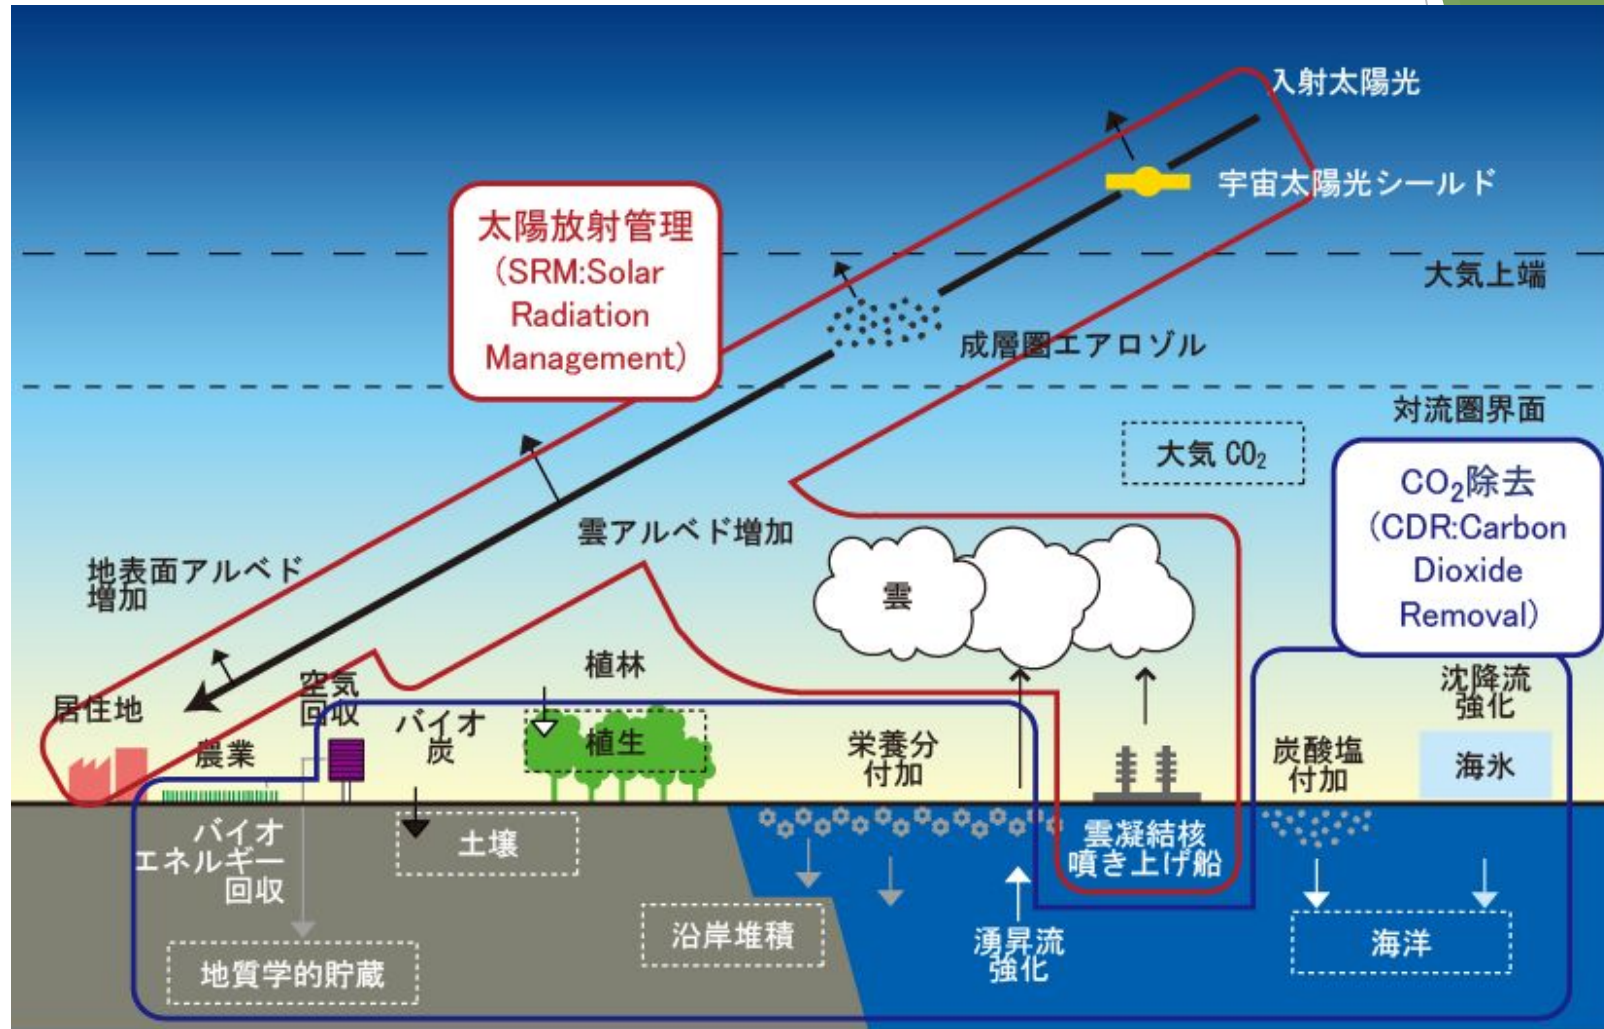 入射太陽光
宇宙太陽光シールド
太陽放射管理
(SRM:Solar
Radiation
Management)
大気上端
成層圏エアロゾル
対流圏界面
大気 CO₂
CO₂除去
(CDR:Carbon
Dioxide
Removal)
雲アルベド増加
地表面アルベド
増加
雲
植林
空気
回収
沈降流
強化
居住地
バイオ
炭
植生
農業
栄養分
付加
炭酸塩
付加
海氷
バイオ
エネルギー
回収
土壌
雲凝結核
噴き上げ船
沿岸堆積
湧昇流
強化
海洋
地質学的貯蔵